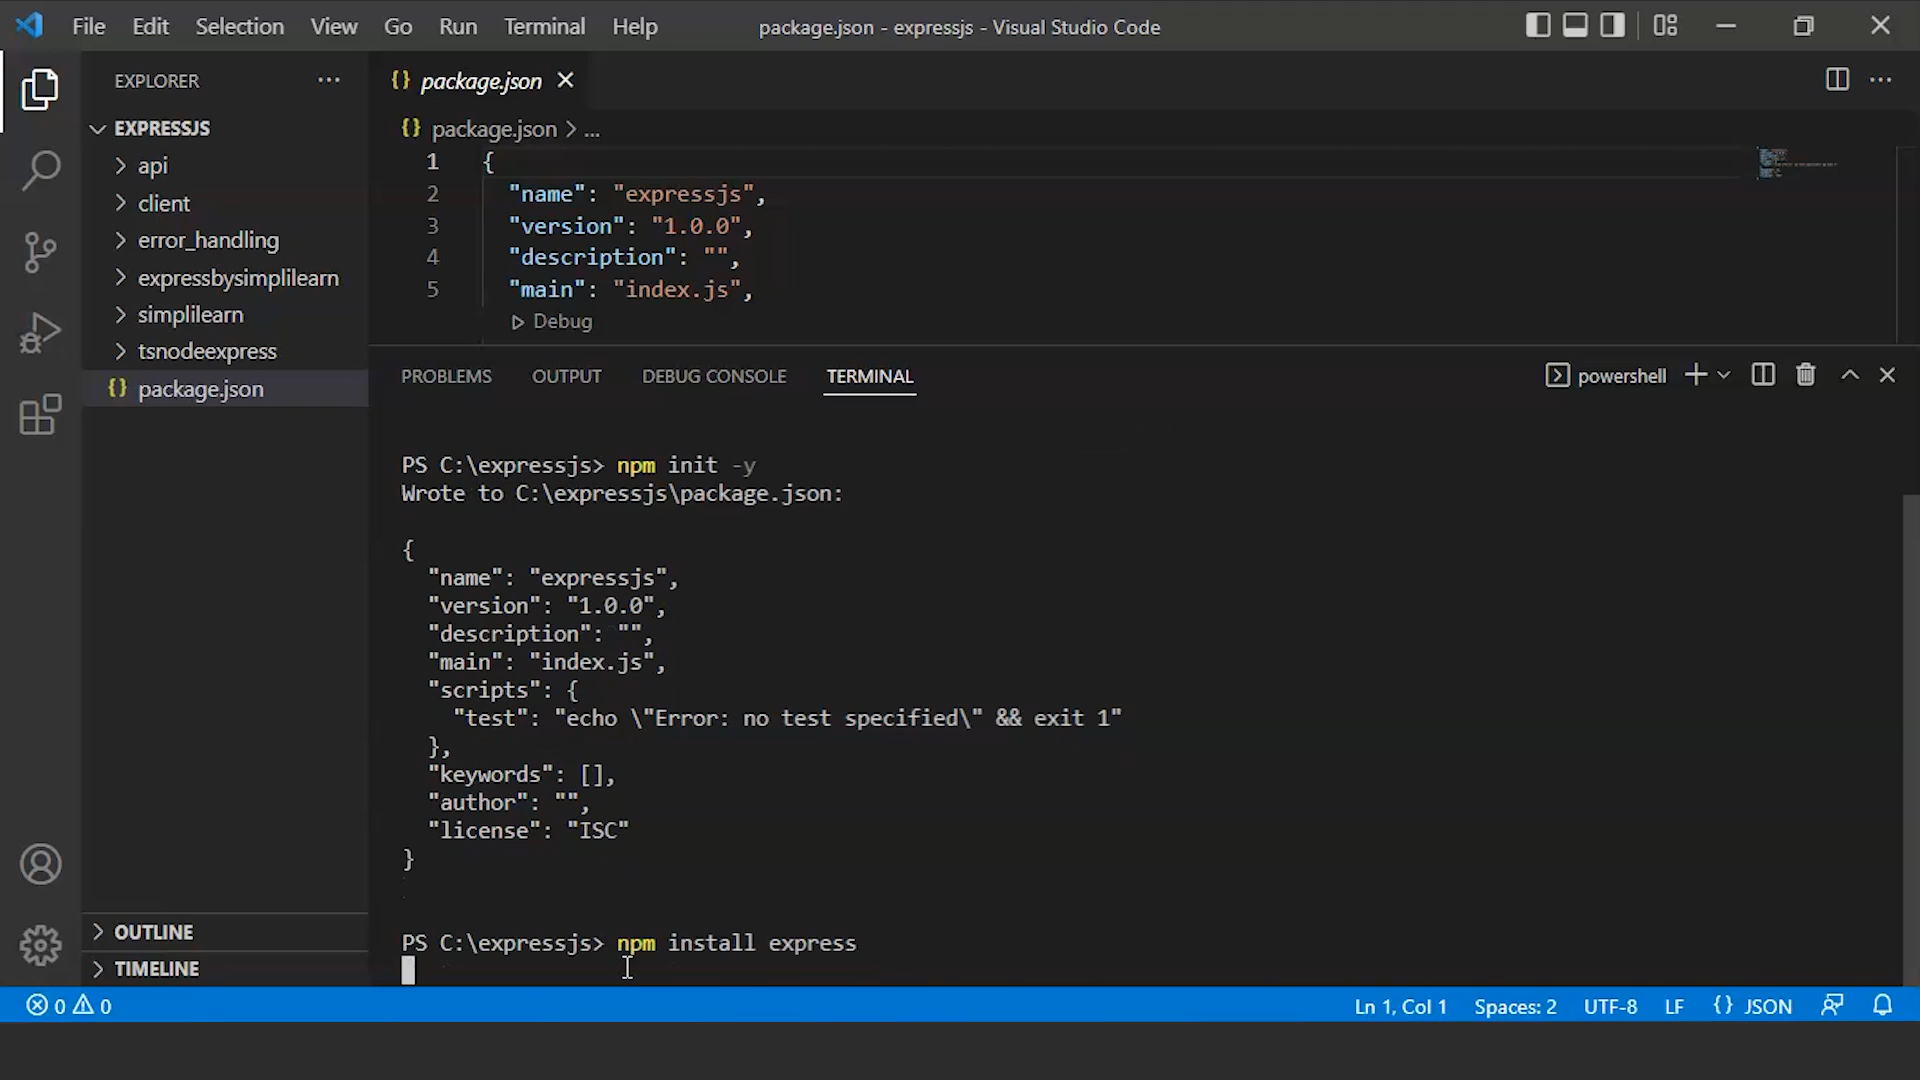 File Edit Selection View Go Run Terminal Help package.json - expressjs - Visual Studio Code
EXPLORER
EXPRESSJS
api
client
error_handling
expressbysimplilearn
simplilearn
tsnodeexpress
{} package.json
OUTLINE
TIMELINE
{} package.json
{} package.json > ...
1 {
2 "name": "expressjs",
3 "version": "1.0.0",
4 "description": "",
5 "main": "index.js",
Debug
PROBLEMS OUTPUT DEBUG CONSOLE TERMINAL powershell
PS C:\expressjs> npm init -y
Wrote to C:\expressjs\package.json:
{
"name": "expressjs",
"version": "1.0.0",
"description": "",
"main": "index.js",
"scripts": {
"test": "echo \"Error: no test specified\" && exit 1"
},
"keywords": [],
"author": "",
"license": "ISC"
}
PS C:\expressjs> npm install express
0 0 Ln 1, Col 1 Spaces: 2 UTF-8 LF {} JSON